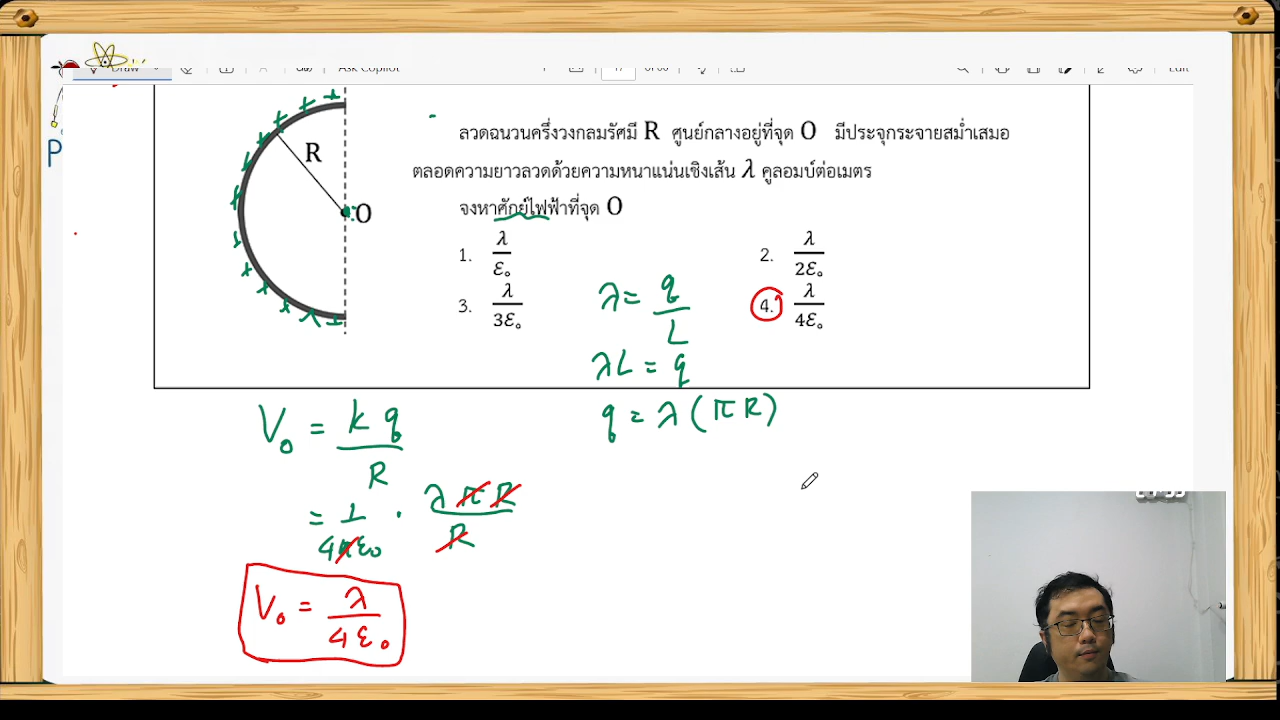 Draw
Ask Copilot
Edit
P
R
O
ลวดฉนวนครึ่งวงกลมรัศมี R ศูนย์กลางอยู่ที่จุด O มีประจุกระจายสม่ำเสมอ
ตลอดความยาวลวดด้วยความหนาแน่นเชิงเส้น λ คูลอมบ์ต่อเมตร
จงหาศักย์ไฟฟ้าที่จุด O
1. λ/ε₀ 2. λ/2ε₀
3. λ/3ε₀ 4. λ/4ε₀
λ = q/L
λL = q
q = λ(πR)
V₀ = kq/R
= 1/4πε₀ · λπR/R
V₀ = λ/4ε₀